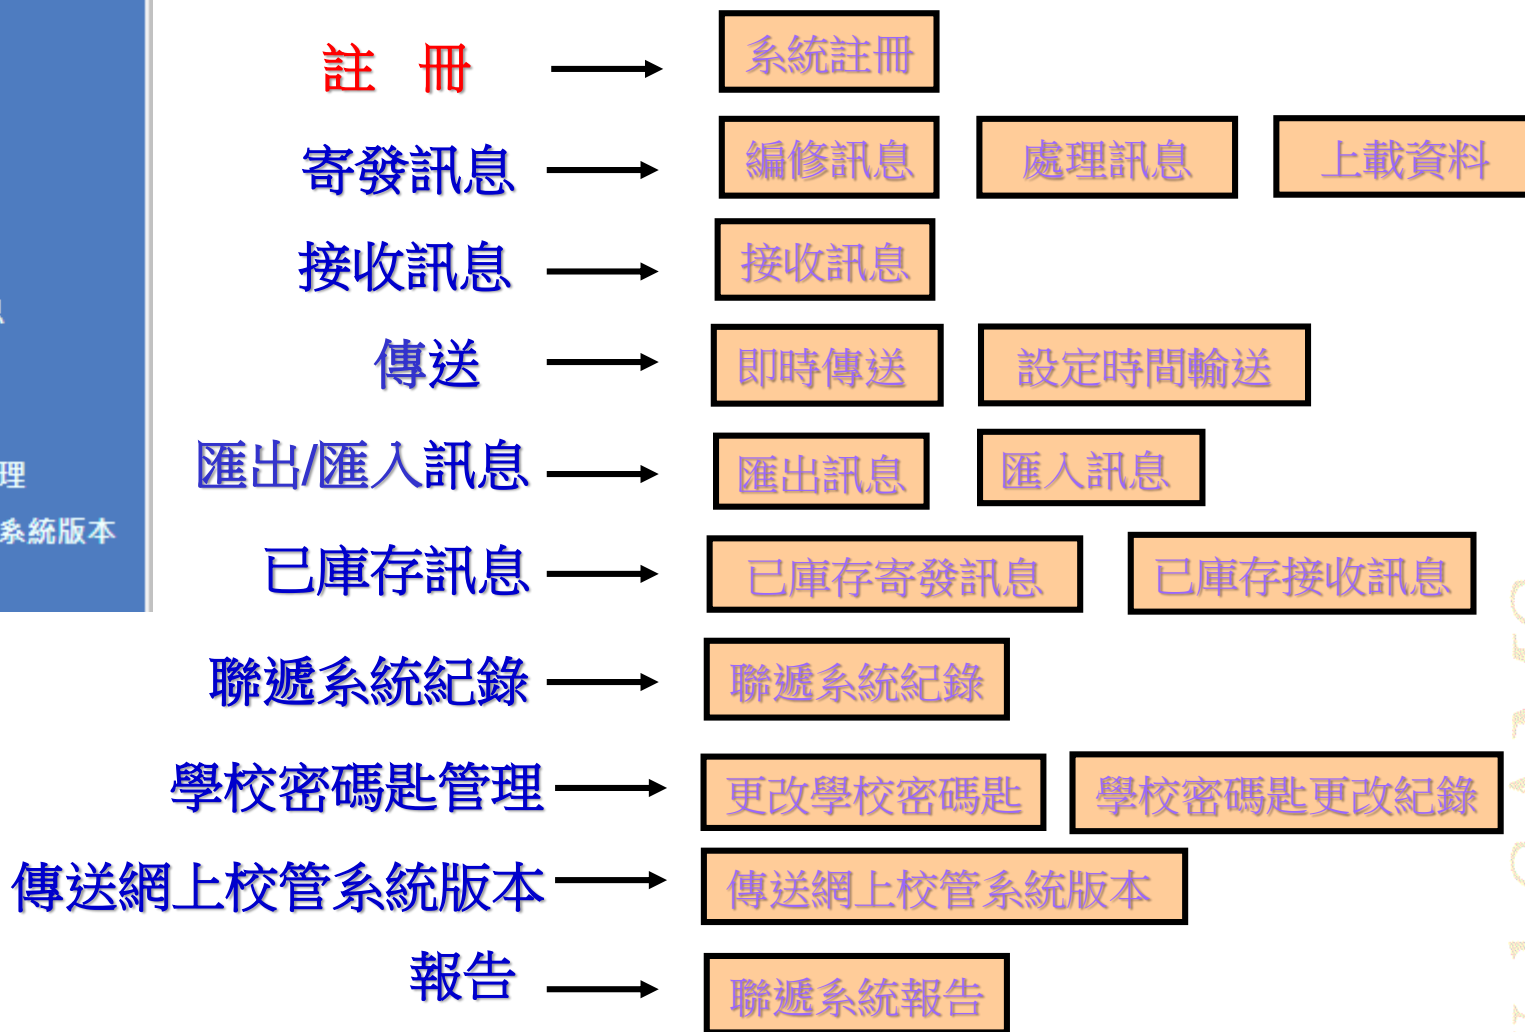 註 冊
系統註冊
寄發訊息
編修訊息
處理訊息
上載資料
接收訊息
接收訊息
傳送
即時傳送
設定時間輸送
匯出/匯入訊息
匯出訊息
匯入訊息
理
系統版本
已庫存訊息
已庫存寄發訊息
已庫存接收訊息
聯遞系統紀錄
聯遞系統紀錄
學校密碼匙管理
更改學校密碼匙
學校密碼匙更改紀錄
傳送網上校管系統版本
傳送網上校管系統版本
報告
聯遞系統報告